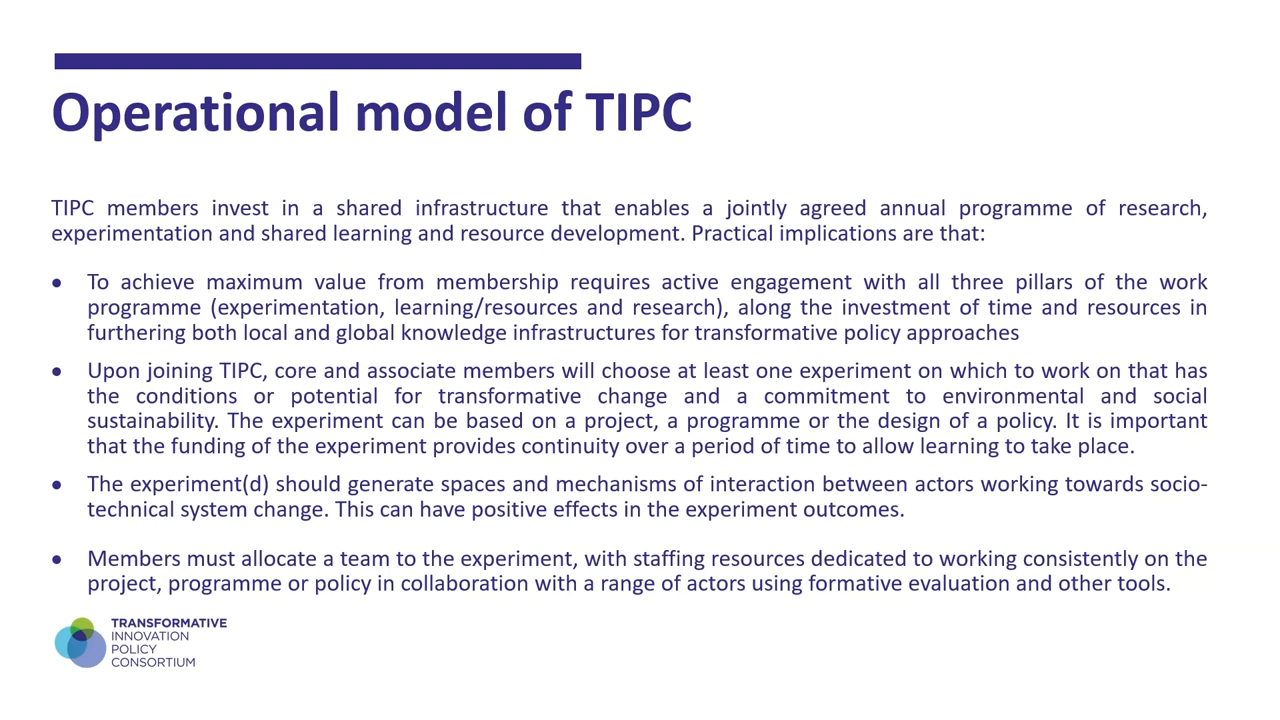 Operational model of TIPC
TIPC members invest in a shared infrastructure that enables a jointly agreed annual programme of research,
experimentation and shared learning and resource development. Practical implications are that:
• To achieve maximum value from membership requires active engagement with all three pillars of the work
programme (experimentation, learning/resources and research), along the investment of time and resources in
furthering both local and global knowledge infrastructures for transformative policy approaches
• Upon joining TIPC, core and associate members will choose at least one experiment on which to work on that has
the conditions or potential for transformative change and a commitment to environmental and social
sustainability. The experiment can be based on a project, a programme or the design of a policy. It is important
that the funding of the experiment provides continuity over a period of time to allow learning to take place.
• The experiment(d) should generate spaces and mechanisms of interaction between actors working towards socio-
technical system change. This can have positive effects in the experiment outcomes.
• Members must allocate a team to the experiment, with staffing resources dedicated to working consistently on the
project, programme or policy in collaboration with a range of actors using formative evaluation and other tools.
TRANSFORMATIVE
INNOVATION
POLICY
CONSORTIUM